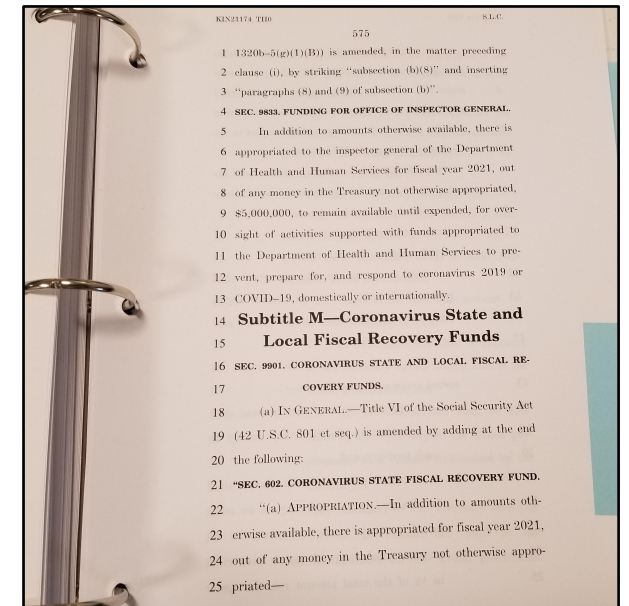 KIN21174 TH0 S.L.C.
575
1 1320b–5(g)(1)(B)) is amended, in the matter preceding
2 clause (i), by striking “subsection (b)(8)” and inserting
3 “paragraphs (8) and (9) of subsection (b)”.
4 SEC. 9833. FUNDING FOR OFFICE OF INSPECTOR GENERAL.
5 In addition to amounts otherwise available, there is
6 appropriated to the inspector general of the Department
7 of Health and Human Services for fiscal year 2021, out
8 of any money in the Treasury not otherwise appropriated,
9 $5,000,000, to remain available until expended, for over-
10 sight of activities supported with funds appropriated to
11 the Department of Health and Human Services to pre-
12 vent, prepare for, and respond to coronavirus 2019 or
13 COVID–19, domestically or internationally.
14 Subtitle M—Coronavirus State and
15 Local Fiscal Recovery Funds
16 SEC. 9901. CORONAVIRUS STATE AND LOCAL FISCAL RE-
17 COVERY FUNDS.
18 (a) IN GENERAL.—Title VI of the Social Security Act
19 (42 U.S.C. 801 et seq.) is amended by adding at the end
20 the following:
21 “SEC. 602. CORONAVIRUS STATE FISCAL RECOVERY FUND.
22 “(a) APPROPRIATION.—In addition to amounts oth-
23 erwise available, there is appropriated for fiscal year 2021,
24 out of any money in the Treasury not otherwise appro-
25 priated—